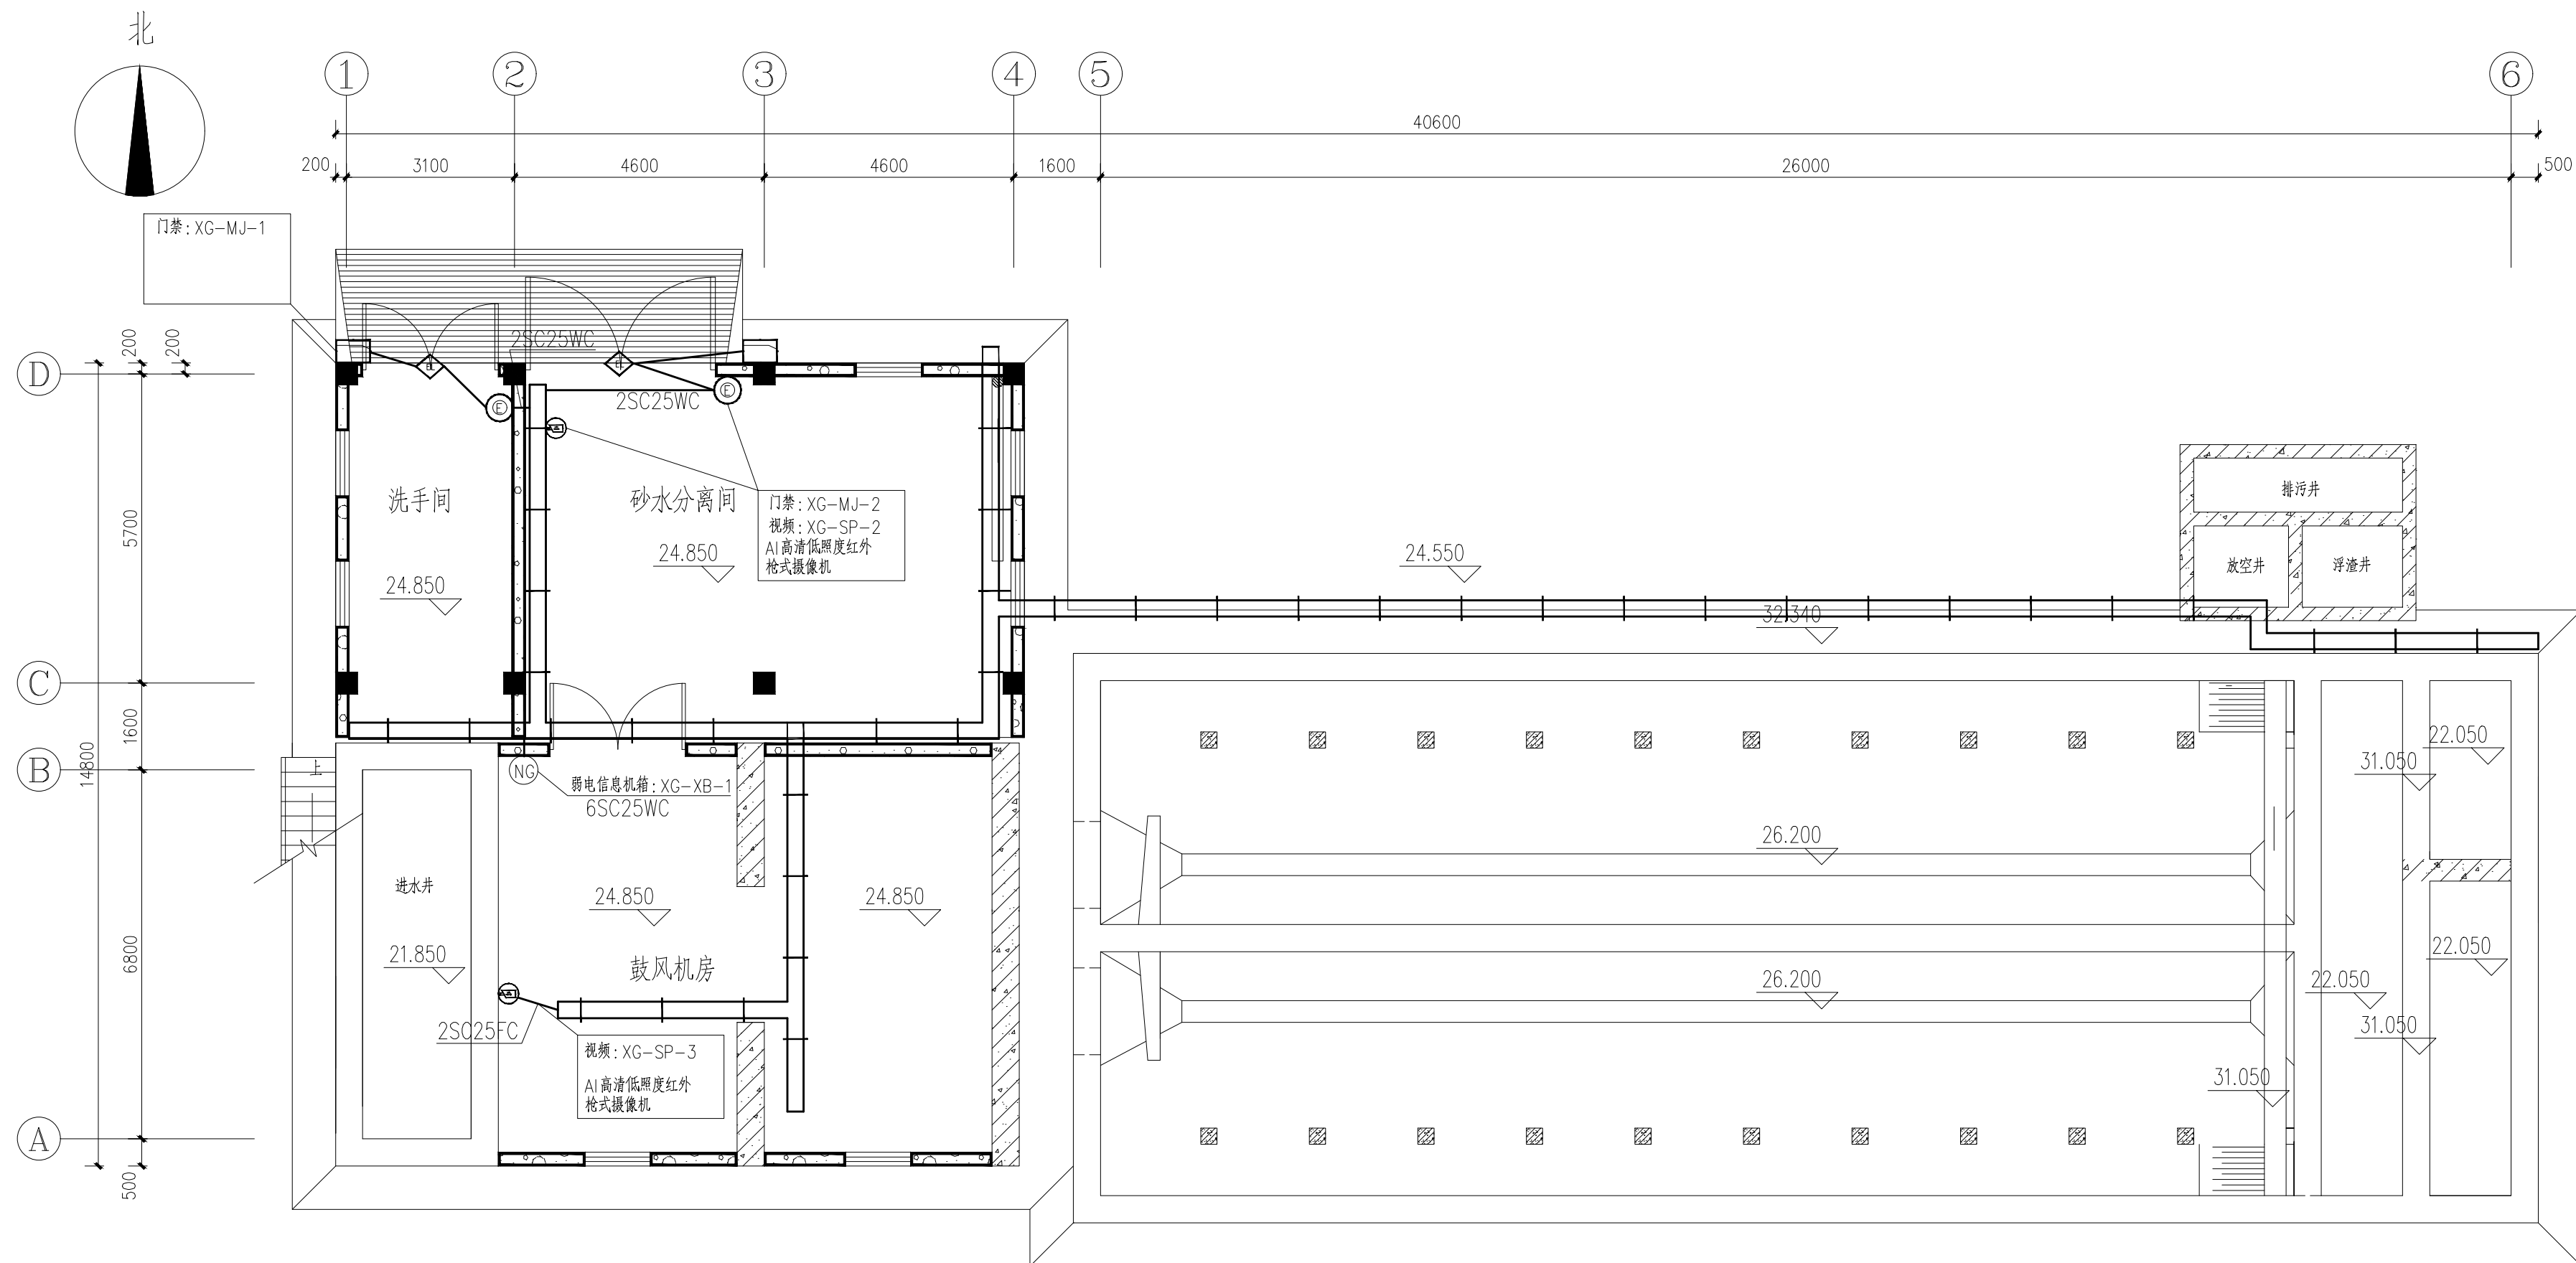 北
1
2
3
4
5
6
40600
200
3100
4600
4600
1600
26000
500
门禁:XG-MJ-1
200
200
D
2SC25WC
E
E
2SC25WC
E
E
洗手间
砂水分离间
门禁:XG-MJ-2
视频:XG-SP-2
AI高清低照度红外
枪式摄像机
排污井
放空井
浮渣井
5700
24.850
24.850
24.550
32.340
C
1600
14800
B
上
NG
弱电信息机箱:XG-XB-1
6SC25WC
22.050
31.050
26.200
进水井
24.850
24.850
6800
21.850
鼓风机房
22.050
26.200
22.050
2SC25FC
31.050
视频:XG-SP-3
AI高清低照度红外
枪式摄像机
31.050
A
500